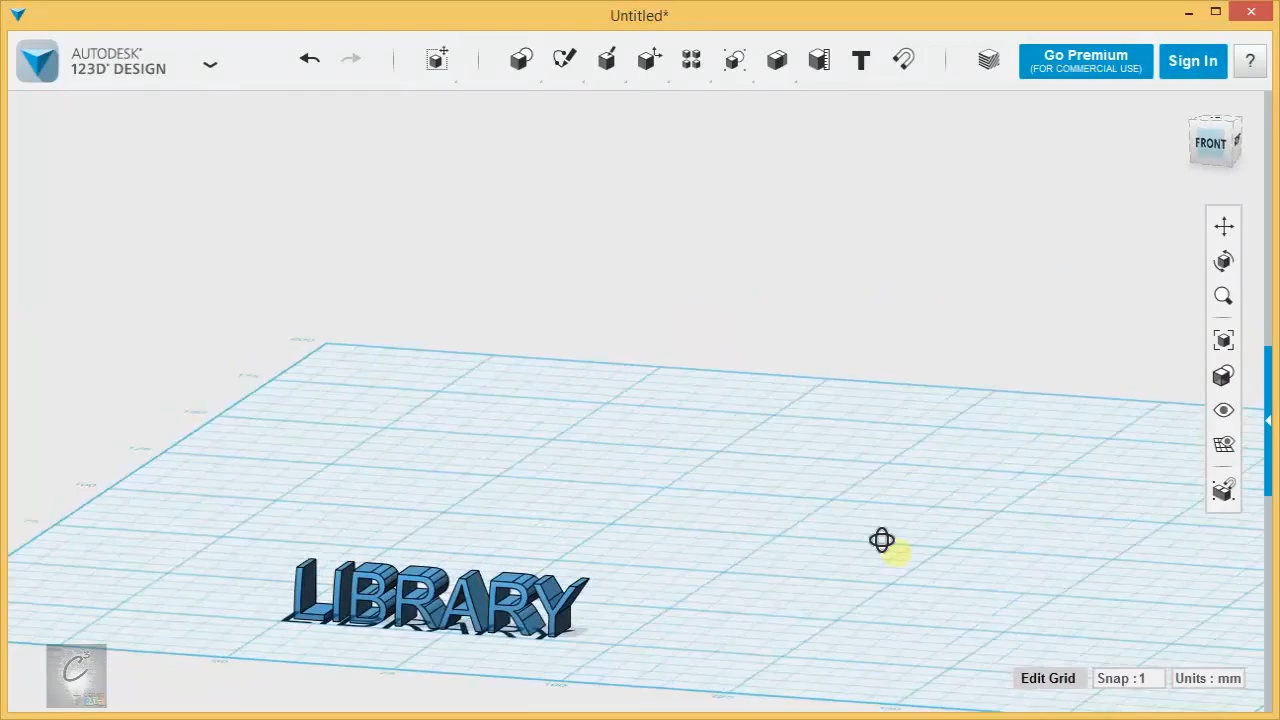 Untitled*
AUTODESK®
123D® DESIGN
Go Premium
(FOR COMMERCIAL USE)
Sign In
?
FRONT
LIBRARY
Edit Grid
Snap : 1
Units : mm